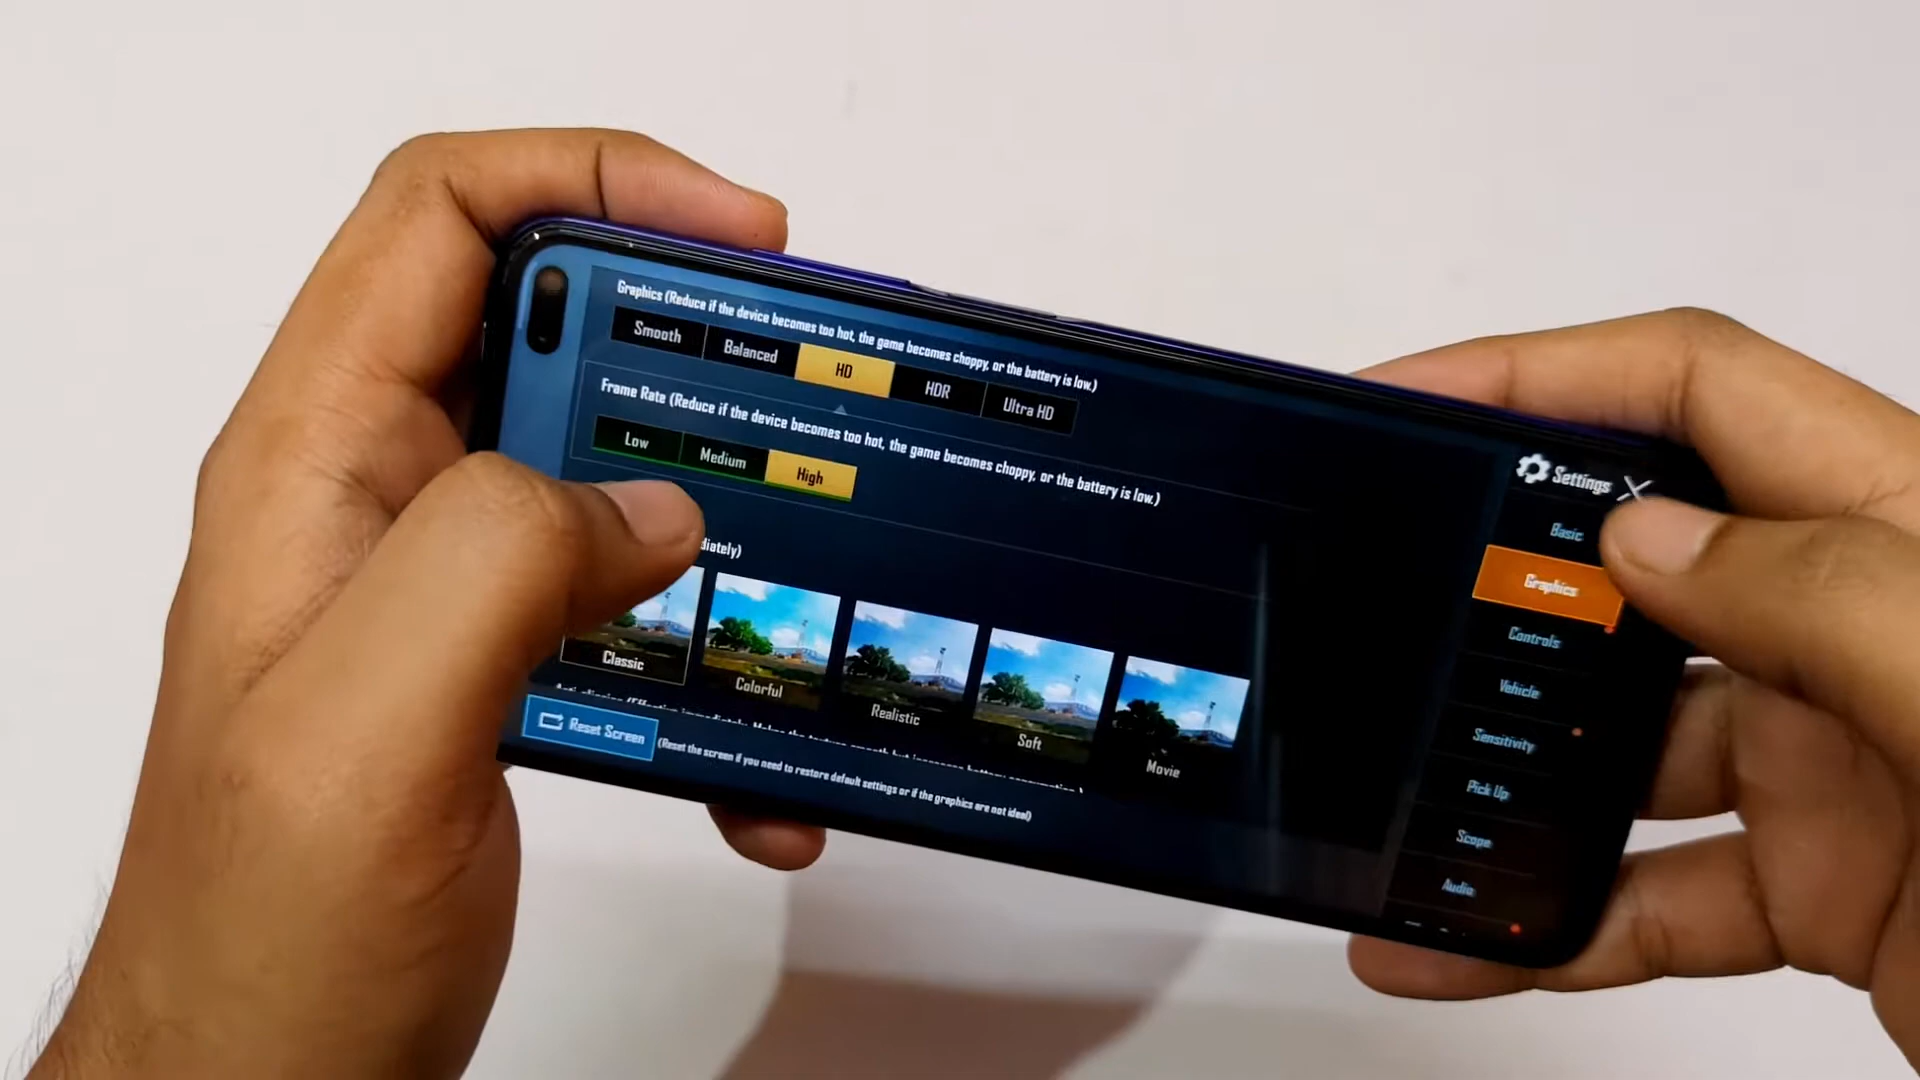 Graphics (Reduce if the device becomes too hot, the game becomes choppy, or the battery is low.)
Smooth Balanced HD HDR Ultra HD
Frame Rate (Reduce if the device becomes too hot, the game becomes choppy, or the battery is low.)
Low Medium High
Classic Colorful Realistic Soft Movie
Reset Screen (Reset the screen if you need to restore default settings or if the graphics are not ideal)
Settings
Basic
Graphics
Controls
Vehicle
Sensitivity
Pick Up
Scope
Audio